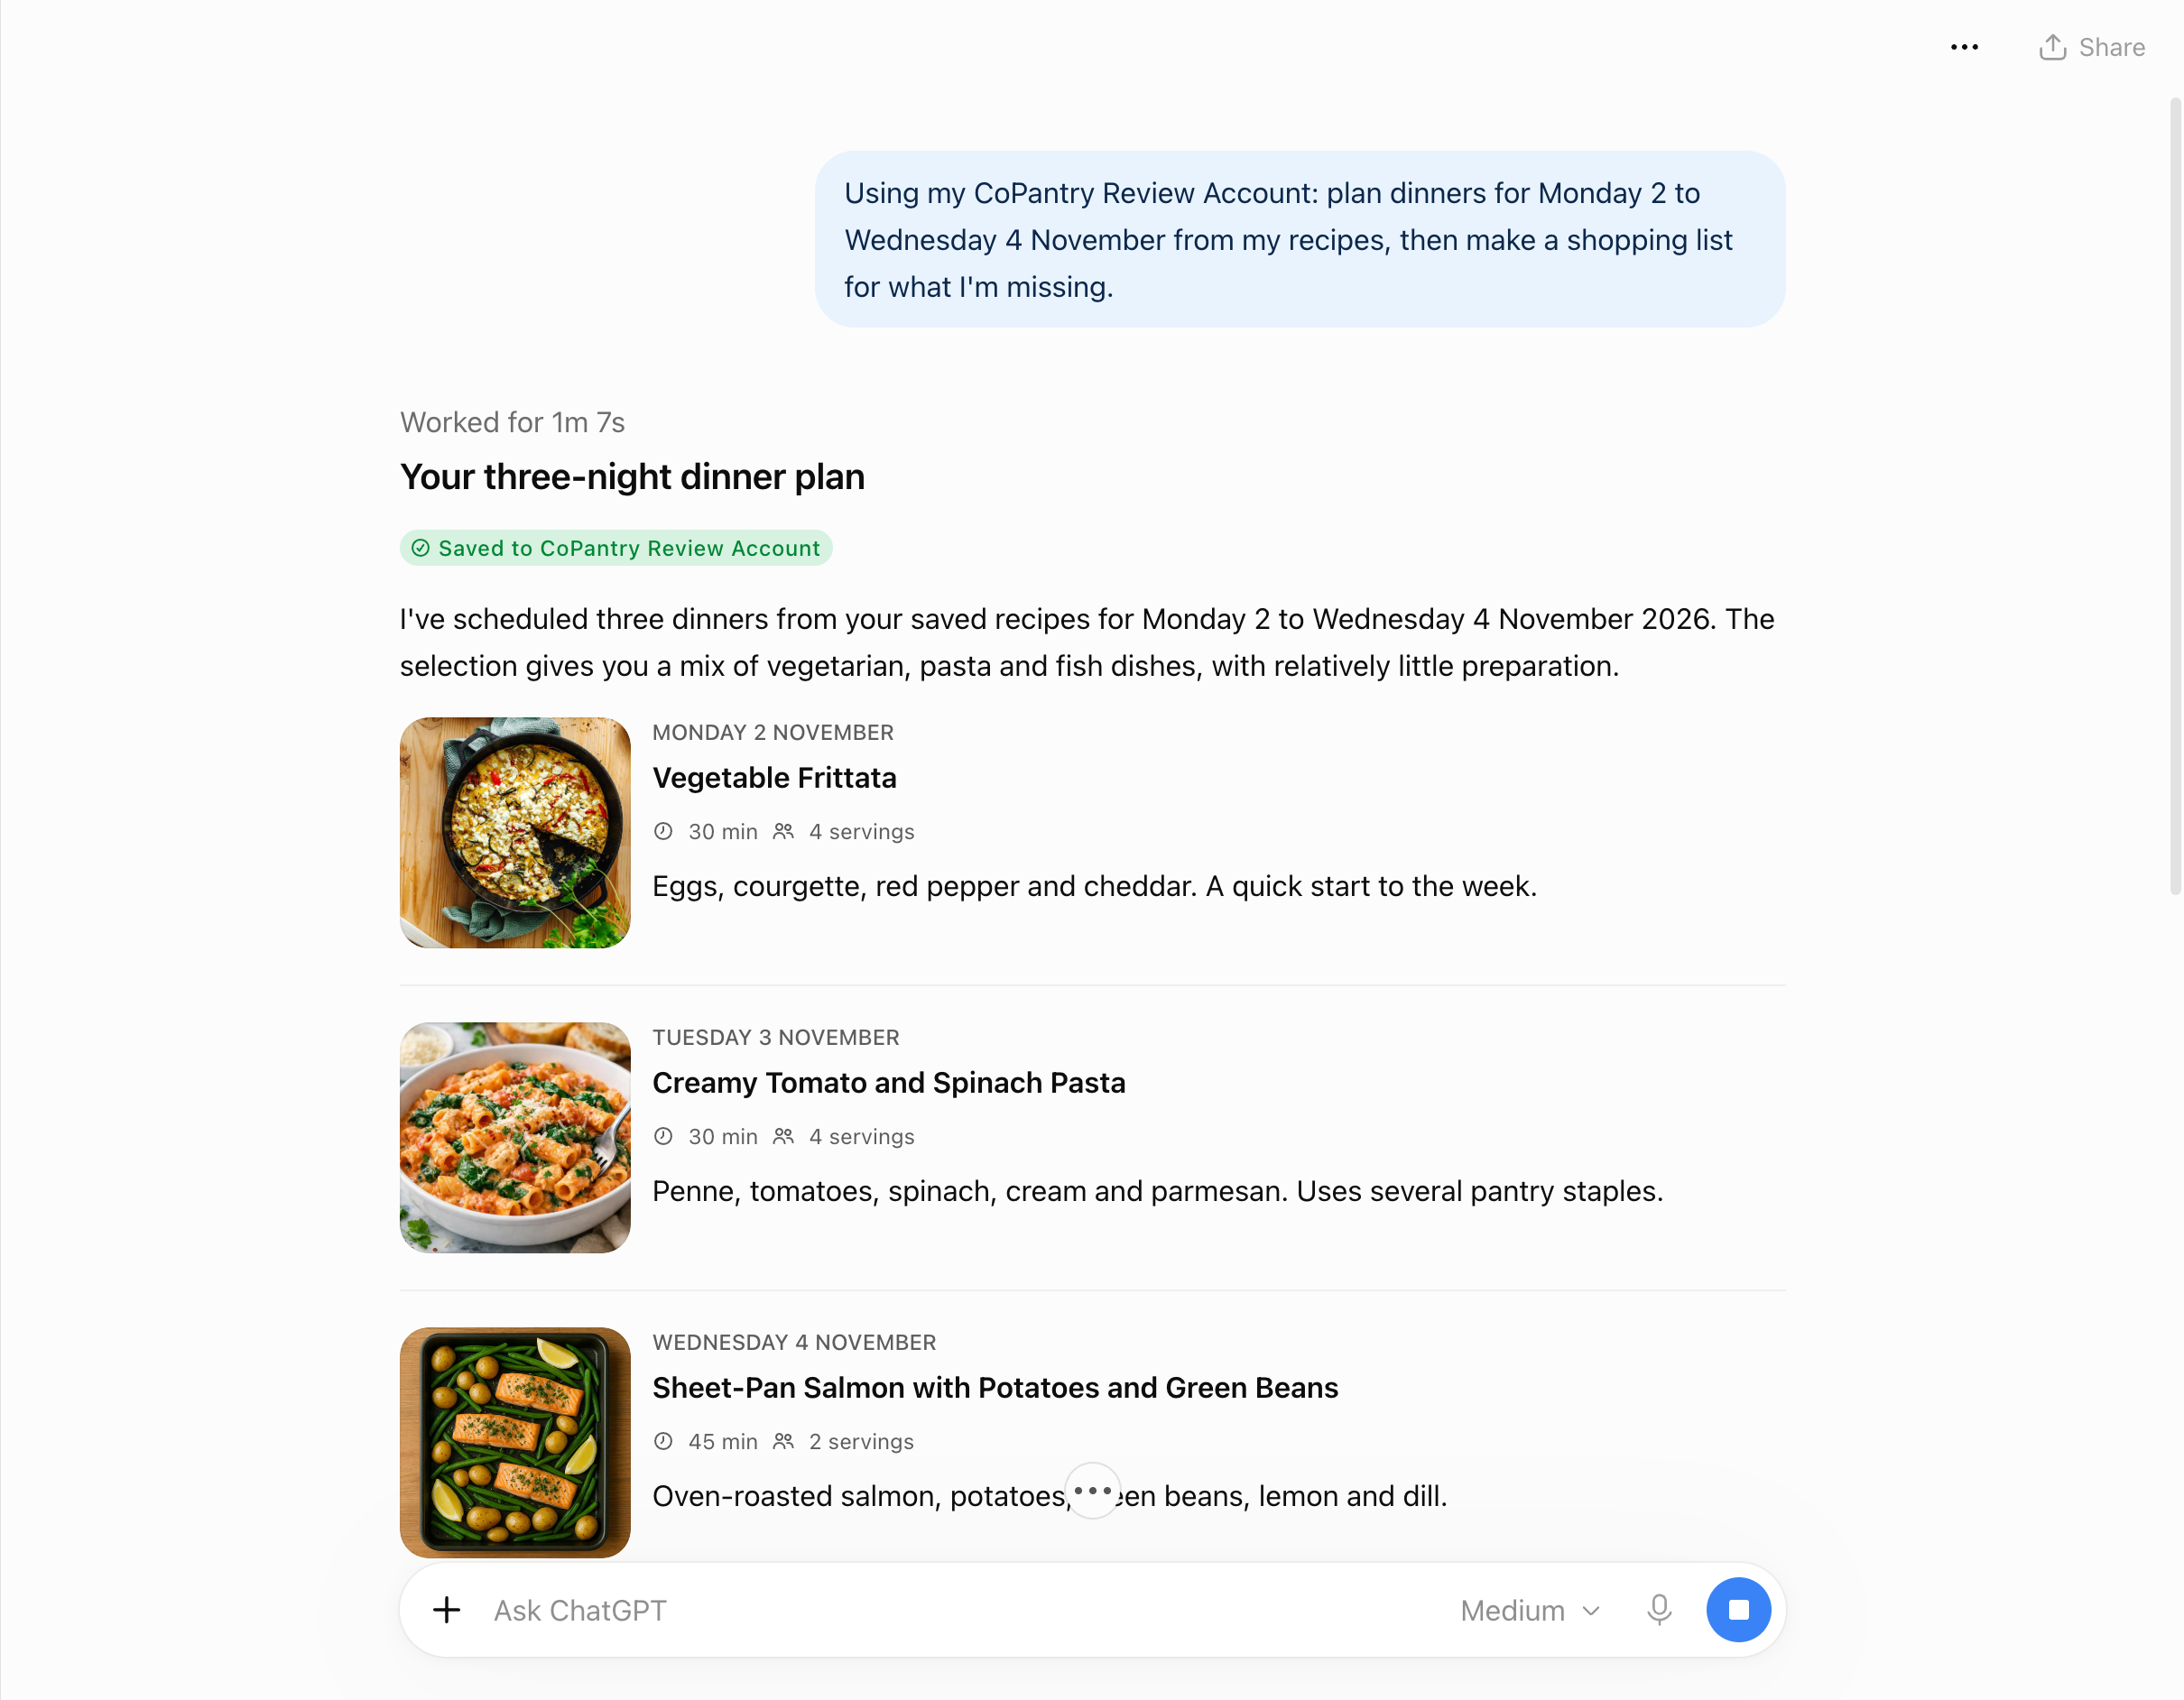 Share
Using my CoPantry Review Account: plan dinners for Monday 2 to
Wednesday 4 November from my recipes, then make a shopping list
for what I'm missing.
Worked for 1m 7s
Your three-night dinner plan
Saved to CoPantry Review Account
I've scheduled three dinners from your saved recipes for Monday 2 to Wednesday 4 November 2026. The
selection gives you a mix of vegetarian, pasta and fish dishes, with relatively little preparation.
MONDAY 2 NOVEMBER
Vegetable Frittata
30 min 4 servings
Eggs, courgette, red pepper and cheddar. A quick start to the week.
TUESDAY 3 NOVEMBER
Creamy Tomato and Spinach Pasta
30 min 4 servings
Penne, tomatoes, spinach, cream and parmesan. Uses several pantry staples.
WEDNESDAY 4 NOVEMBER
Sheet-Pan Salmon with Potatoes and Green Beans
45 min 2 servings
Oven-roasted salmon, potatoes, beans, lemon and dill.
Ask ChatGPT
Medium